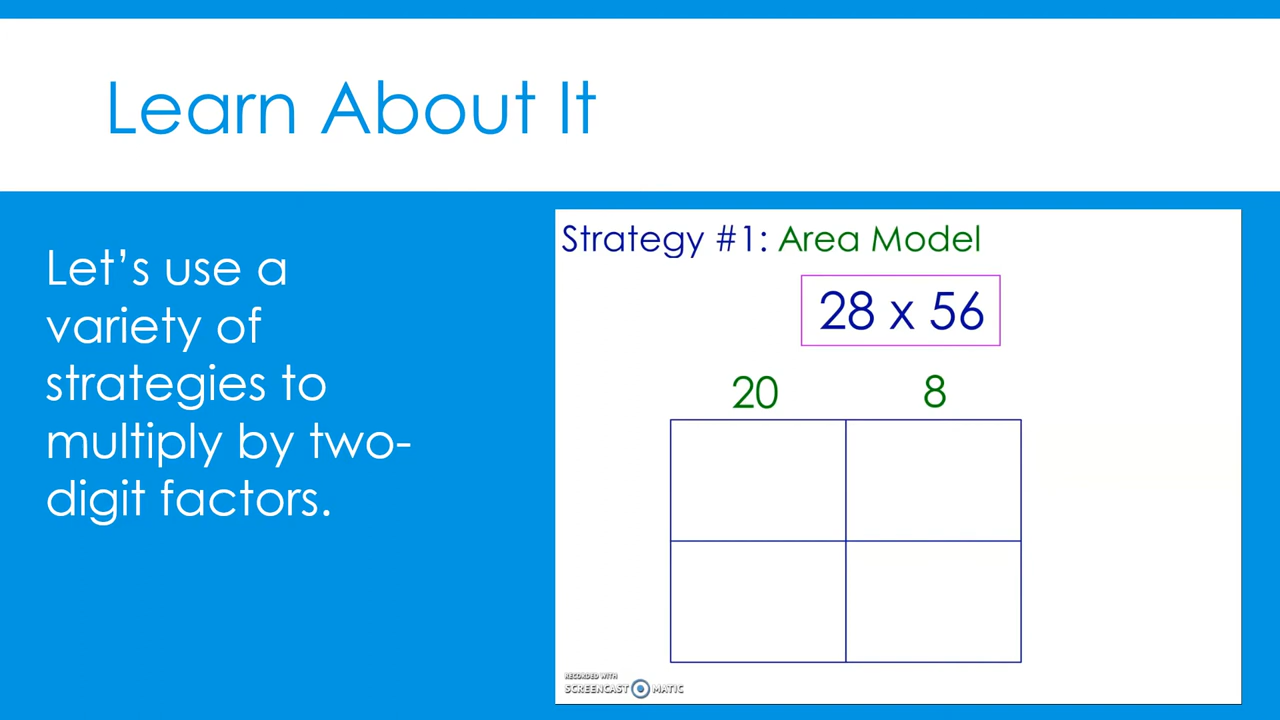 Learn About It
Let’s use a
variety of
strategies to
multiply by two-
digit factors.
Strategy #1: Area Model
28 x 56
20 8
RECORDED WITH
SCREENCAST MATIC